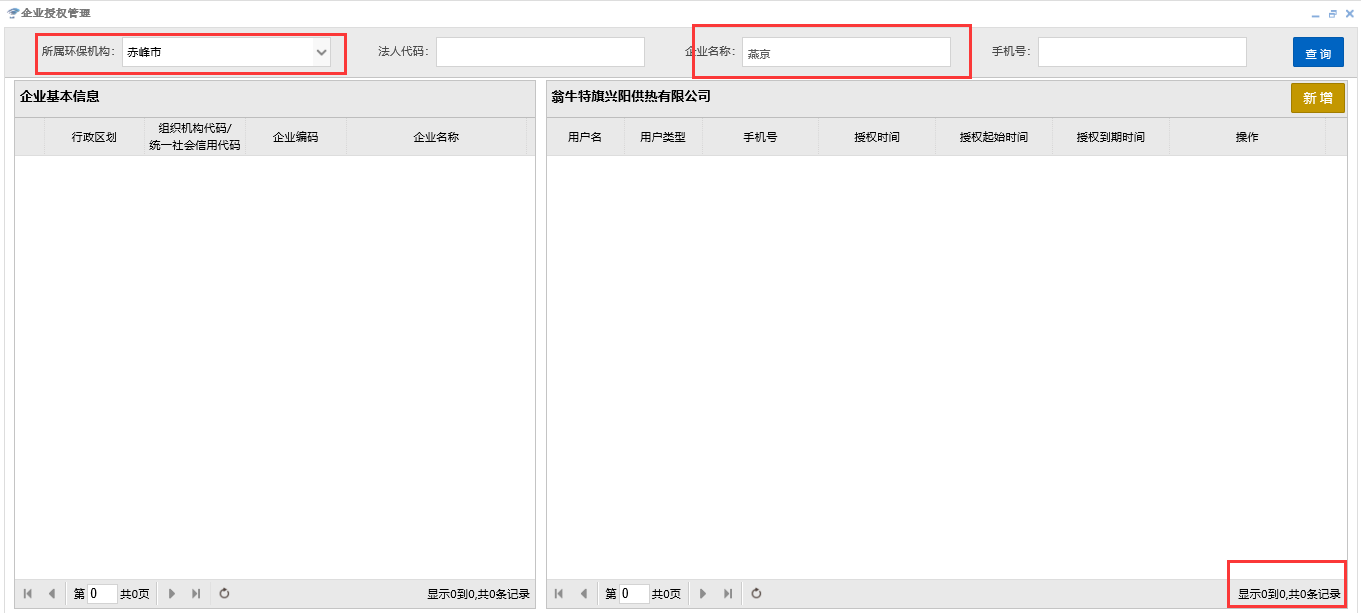 企业授权管理
所属环保机构： 赤峰市 法人代码： 企业名称： 燕京 手机号： 查询
企业基本信息
翁牛特旗兴阳供热有限公司 新增
行政区划 组织机构代码/ 企业编码 企业名称
统一社会信用代码
用户名 用户类型 手机号 授权时间 授权起始时间 授权到期时间 操作
第 0 共0页 显示0到0,共0条记录
第 0 共0页 显示0到0,共0条记录